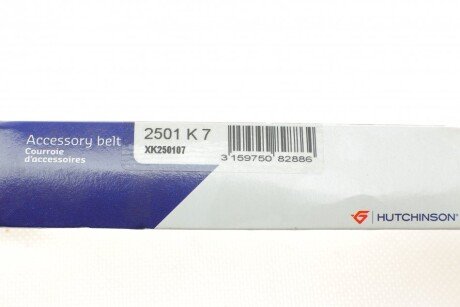 Accessory belt
Courroie
d'accessoires
2501 K 7
XK250107
3 159750 82886
HUTCHINSON®